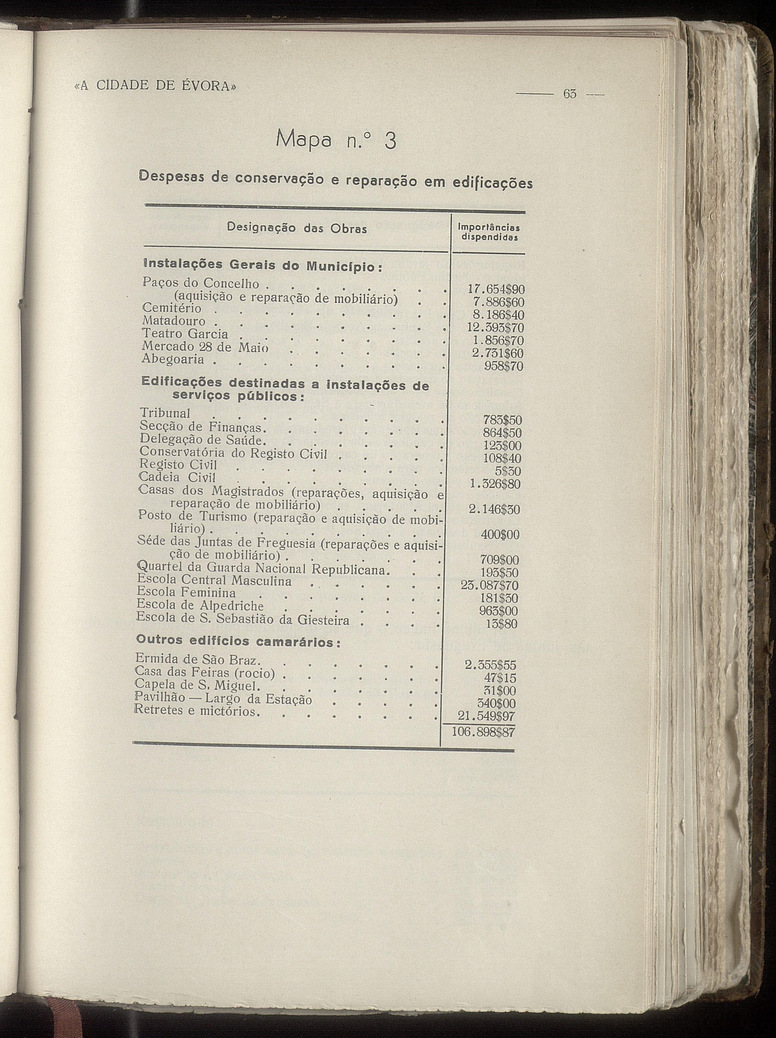 «A CIDADE DE ÉVORA»
—— 63 —
Mapa n.º 3
Despesas de conservação e reparação em edificações
Designação das Obras
Importâncias
dispendidas
Instalações Gerais do Município:
Paços do Concelho . . . . . . . . 17.654$90
(aquisição e reparação de mobiliário) . . 7.886$60
Cemitério . . . . . . . . . 8.186$40
Matadouro . . . . . . . . . 12.393$70
Teatro Garcia . . . . . . . . 1.856$70
Mercado 28 de Maio . . . . . . . 2.731$60
Abegoaria . . . . . . . . . 958$70
Edificações destinadas a instalações de
serviços públicos:
Tribunal . . . . . . . . . 783$50
Secção de Finanças. . . . . . . . 864$50
Delegação de Saúde. . . . . . . . 123$00
Conservatória do Registo Civil . . . . . 108$40
Registo Civil . . . . . . . . 5$30
Cadeia Civil . . . . . . . . 1.326$80
Casas dos Magistrados (reparações, aquisição e
reparação de mobiliário) . . . . . 2.146$30
Posto de Turismo (reparação e aquisição de mobi-
liário) . . . . . . . . . 400$00
Séde das Juntas de Freguesia (reparações e aquisi-
ção de mobiliário) . . . . . . . 709$00
Quartel da Guarda Nacional Republicana. . . 193$50
Escola Central Masculina . . . . . . 23.087$70
Escola Feminina . . . . . . . 181$30
Escola de Alpedriche . . . . . . . 963$00
Escola de S. Sebastião da Giesteira . . . . 13$80
Outros edifícios camarários:
Ermida de São Braz. . . . . . . . 2.355$55
Casa das Feiras (rocio) . . . . . . . 47$15
Capela de S. Miguel. . . . . . . . 31$00
Pavilhão — Largo da Estação . . . . . 340$00
Retretes e mictórios. . . . . . . . 21.549$97
106.898$87